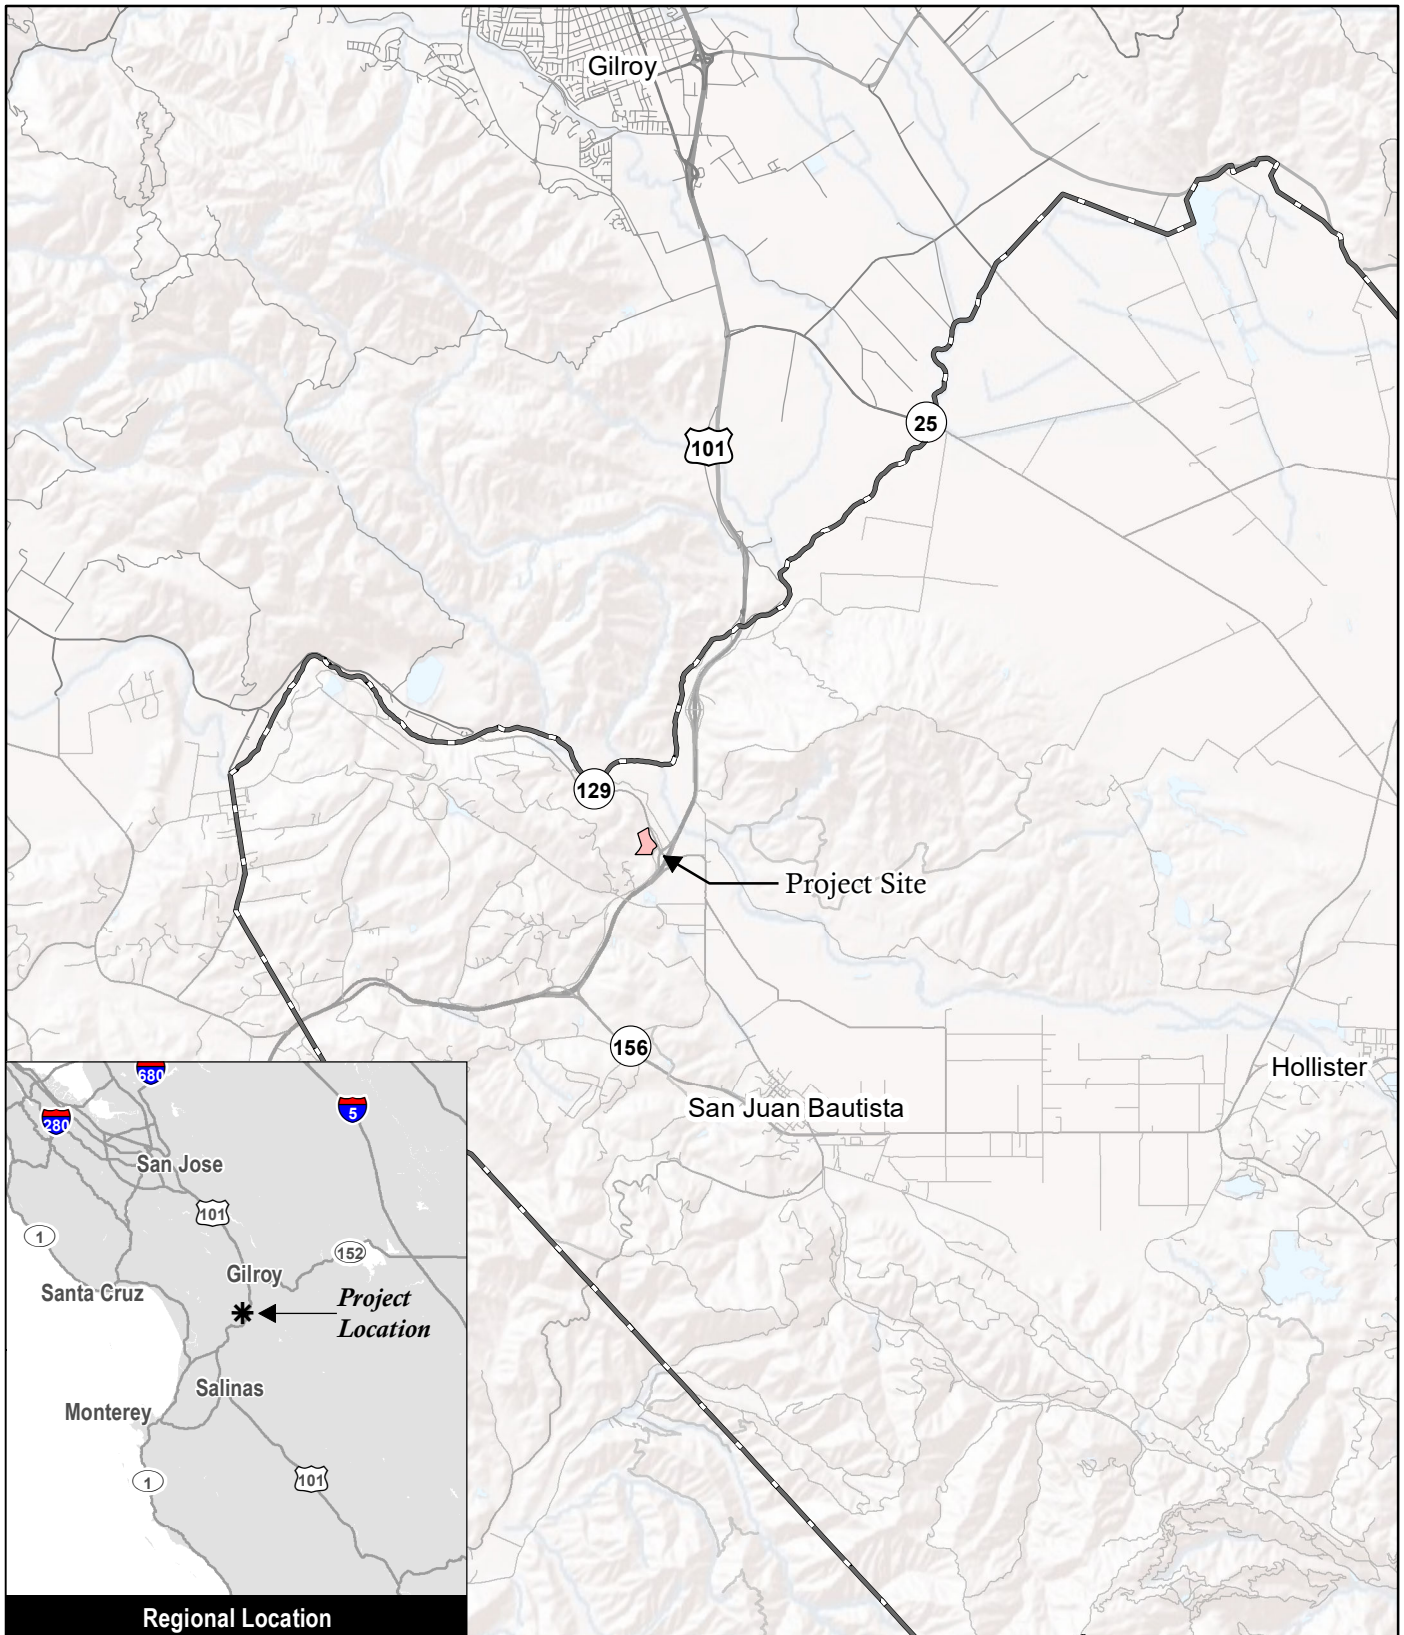 Gilroy
25
101
129
Project Site
156
Hollister
San Juan Bautista
680
280
5
San Jose
101
1
152
Gilroy
Santa Cruz
Project
Location
Salinas
Monterey
1
101
Regional Location